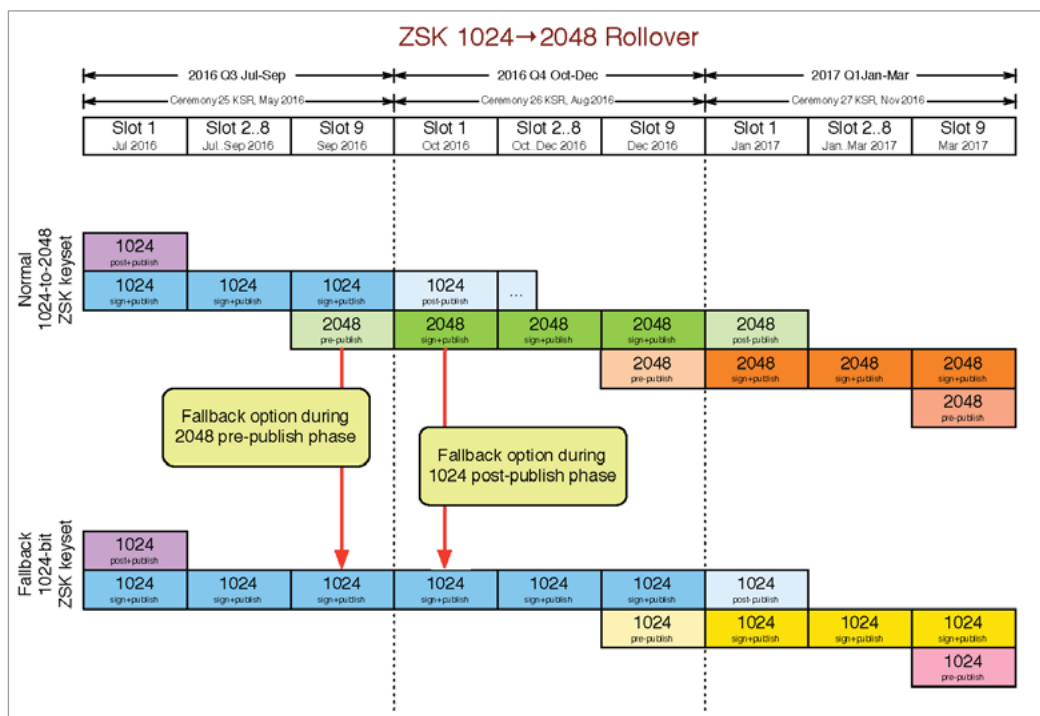 ZSK 1024→2048 Rollover
2016 Q3 Jul-Sep
2016 Q4 Oct-Dec
2017 Q1Jan-Mar
Ceremony 25 KSR, May 2016
Ceremony 26 KSR, Aug2016
Ceremony 27 KSR, Nov2016
Slot 1
Jul 2016
Slot 2..8
Jul..Sep 2016
Slot 9
Sep 2016
Slot 1
Oct 2016
Slot 2..8
Oct..Dec 2016
Slot 9
Dec 2016
Slot 1
Jan 2017
Slot 2..8
Jan..Mar 2017
Slot 9
Mar 2017
Normal
1024-to-2048
ZSK keyset
1024
post+publish
1024
sign+publish
1024
sign+publish
1024
sign+publish
1024
post-publish
...
2048
pre-publish
2048
sign+publish
2048
sign+publish
2048
sign+publish
2048
post-publish
2048
pre-publish
2048
sign+publish
2048
sign+publish
2048
sign+publish
2048
pre-publish
Fallback option during
2048 pre-publish phase
Fallback option during
1024 post-publish phase
Fallback
1024-bit
ZSK keyset
1024
post+publish
1024
sign+publish
1024
sign+publish
1024
sign+publish
1024
sign+publish
1024
sign+publish
1024
sign+publish
1024
post-publish
1024
pre-publish
1024
sign+publish
1024
sign+publish
1024
sign+publish
1024
pre-publish